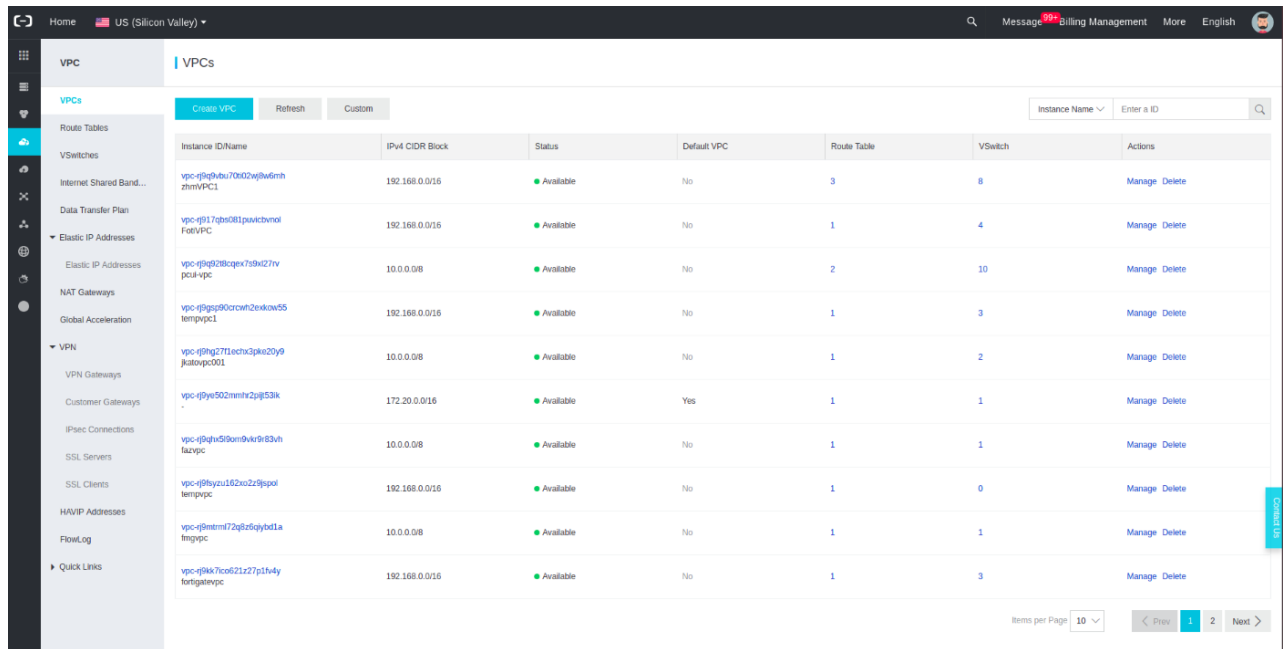 Home US (Silicon Valley) Message 99+ Billing Management More English
VPC
VPCs
Route Tables
VSwitches
Internet Shared Band...
Data Transfer Plan
Elastic IP Addresses
Elastic IP Addresses
NAT Gateways
Global Acceleration
VPN
VPN Gateways
Customer Gateways
IPsec Connections
SSL Servers
SSL Clients
HAVIP Addresses
FlowLog
Quick Links
VPCs
Create VPC Refresh Custom Instance Name Enter a ID
Instance ID/Name IPv4 CIDR Block Status Default VPC Route Table VSwitch Actions
vpc-rj9q9vbu70ti02wj8w6mh
zhmVPC1 192.168.0.0/16 Available No 3 8 Manage Delete
vpc-rj917qbs081puvicbvnol
FotiVPC 192.168.0.0/16 Available No 1 4 Manage Delete
vpc-rj9q92t8cqex7s9xl27rv
pcui-vpc 10.0.0.0/8 Available No 2 10 Manage Delete
vpc-rj9gsp90crcwh2exkow55
tempvpc1 192.168.0.0/16 Available No 1 3 Manage Delete
vpc-rj9hg27f1echx3pke20y9
jkatovpc001 10.0.0.0/8 Available No 1 2 Manage Delete
vpc-rj9ye502mmhr2pijt53ik
- 172.20.0.0/16 Available Yes 1 1 Manage Delete
vpc-rj9qhx5l9om9vkr9r83vh
fazvpc 10.0.0.0/8 Available No 1 1 Manage Delete
vpc-rj9fsyzu162xo2z9jspol
tempvpc 192.168.0.0/16 Available No 1 0 Manage Delete
vpc-rj9mtrml72q8z6qiybd1a
fmgvpc 10.0.0.0/8 Available No 1 1 Manage Delete
vpc-rj9kk7ico621z27p1fv4y
fortigatevpc 192.168.0.0/16 Available No 1 3 Manage Delete
Items per Page 10 Prev 1 2 Next
Contact Us